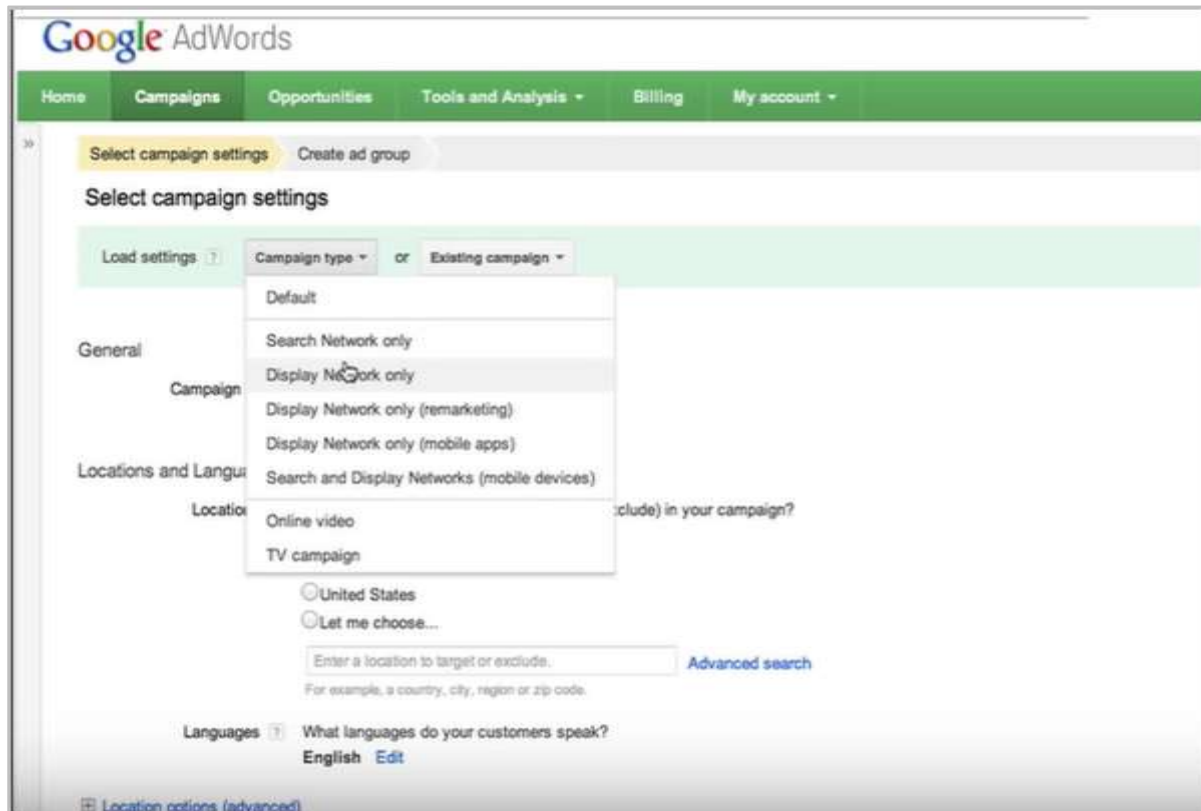 Google AdWords
Home Campaigns Opportunities Tools and Analysis Billing My account
»
Select campaign settings Create ad group
Select campaign settings
Load settings ? Campaign type or Existing campaign
Default
Search Network only
General
Display Network only
Campaign
Display Network only (remarketing)
Display Network only (mobile apps)
Locations and Langua
Search and Display Networks (mobile devices)
Locatio clude) in your campaign?
Online video
TV campaign
United States
Let me choose...
Enter a location to target or exclude. Advanced search
For example, a country, city, region or zip code.
Languages ? What languages do your customers speak?
English Edit
Location options (advanced)